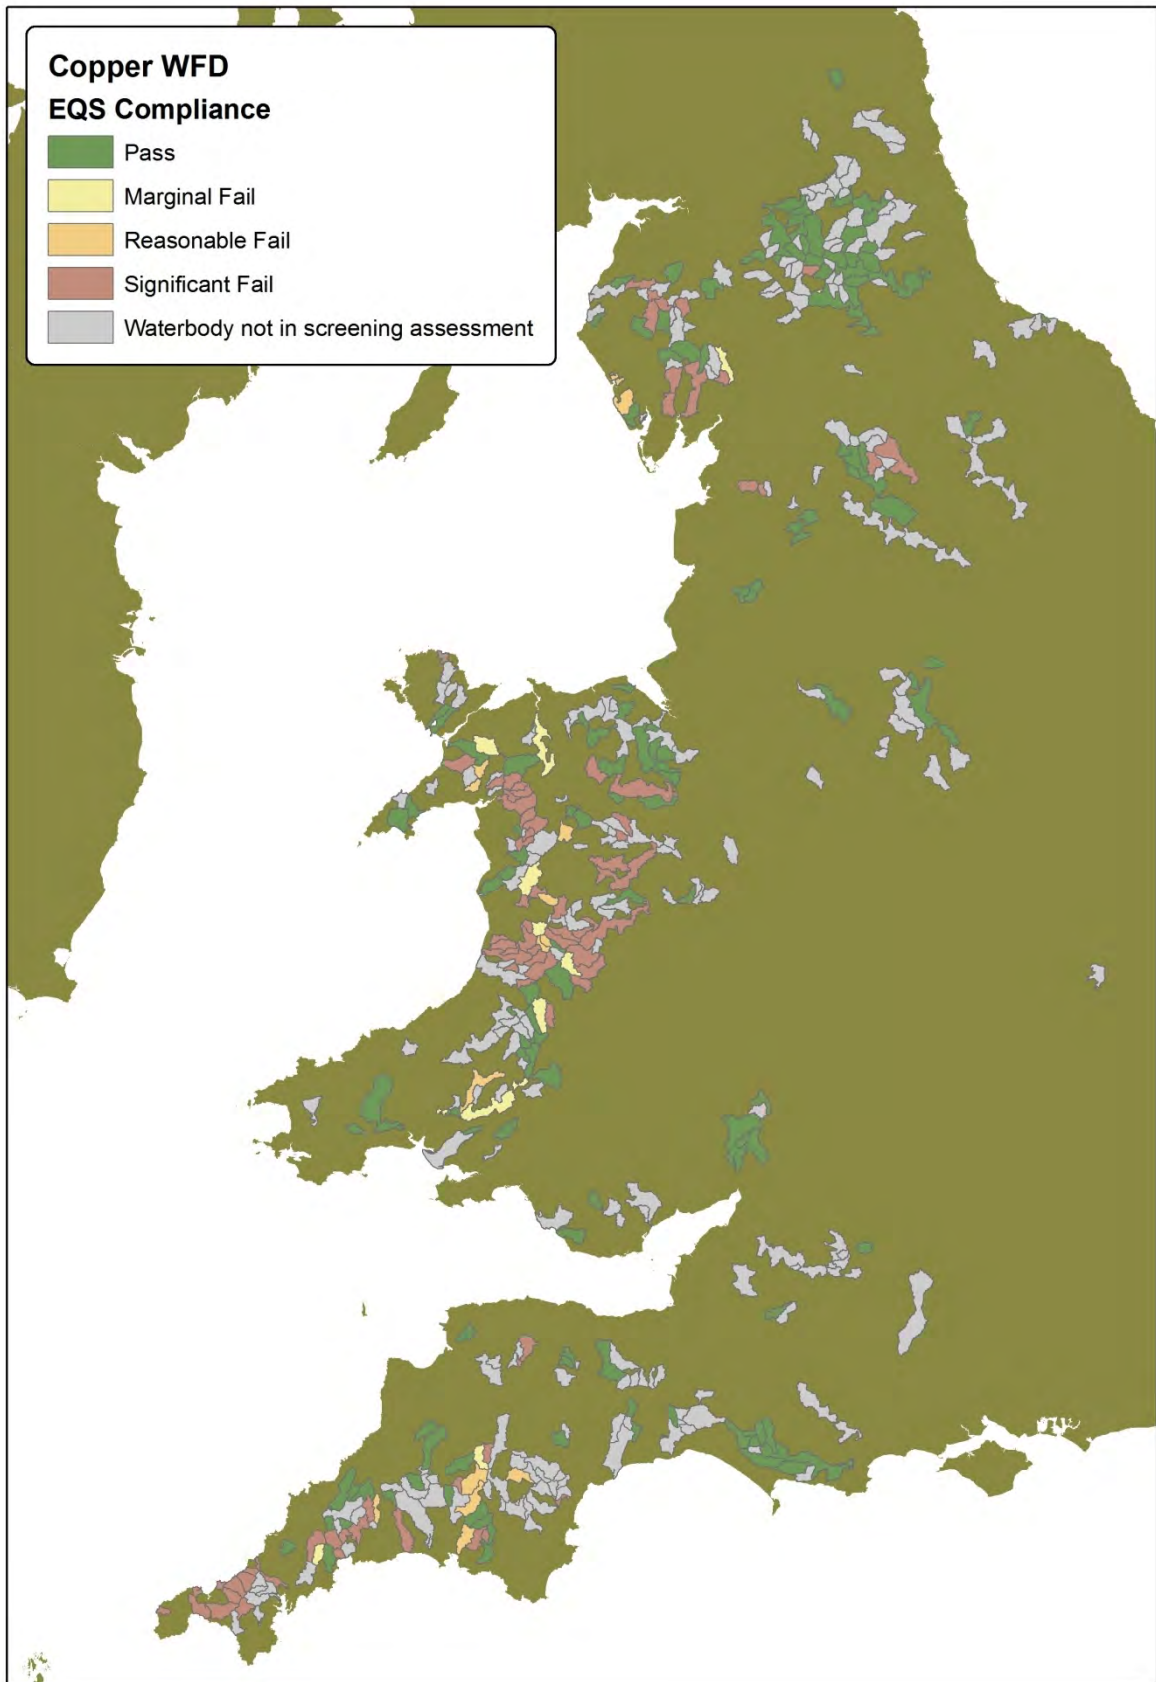 Copper WFD
EQS Compliance
Pass
Marginal Fail
Reasonable Fail
Significant Fail
Waterbody not in screening assessment